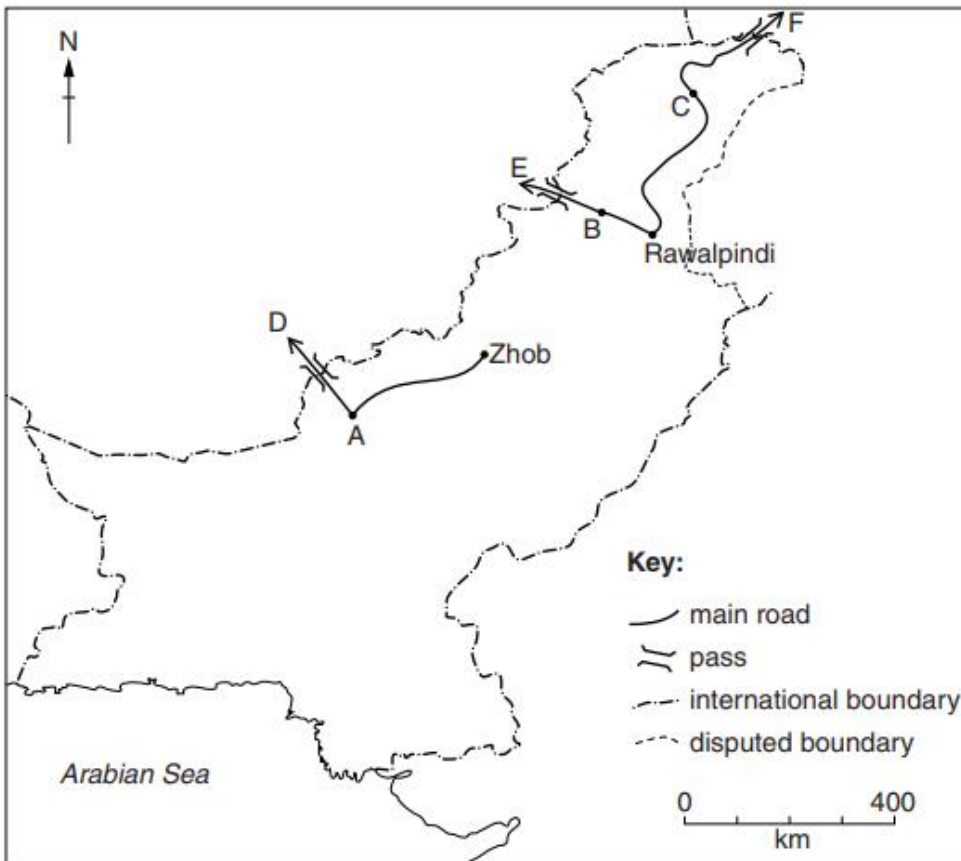 N
F
C
E
B
Rawalpindi
D
Zhob
A
Key:
main road
pass
international boundary
disputed boundary
Arabian Sea
0 400
km